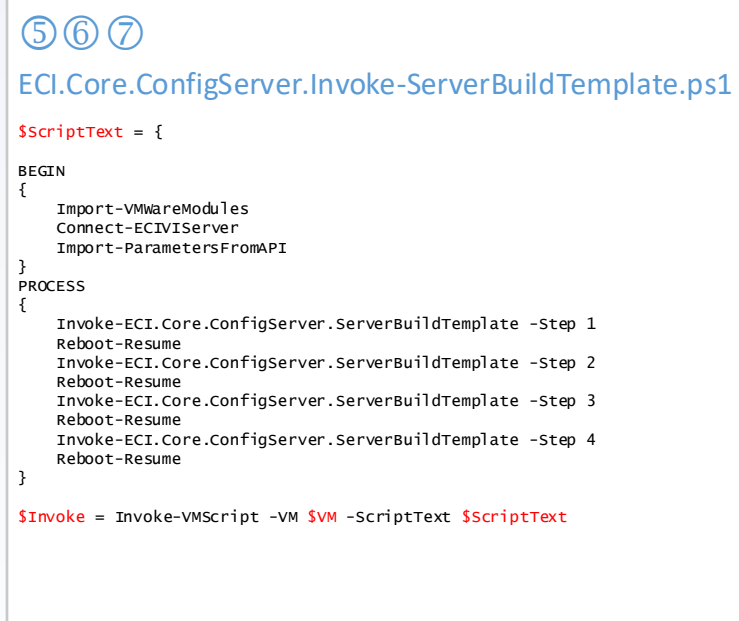 ⑤⑥⑦
ECI.Core.ConfigServer.Invoke-ServerBuildTemplate.ps1
$ScriptText = {
BEGIN
{
    Import-VMWareModules
    Connect-ECIVIServer
    Import-ParametersFromAPI
}
PROCESS
{
    Invoke-ECI.Core.ConfigServer.ServerBuildTemplate -Step 1
    Reboot-Resume
    Invoke-ECI.Core.ConfigServer.ServerBuildTemplate -Step 2
    Reboot-Resume
    Invoke-ECI.Core.ConfigServer.ServerBuildTemplate -Step 3
    Reboot-Resume
    Invoke-ECI.Core.ConfigServer.ServerBuildTemplate -Step 4
    Reboot-Resume
}
$Invoke = Invoke-VMScript -VM $VM -ScriptText $ScriptText